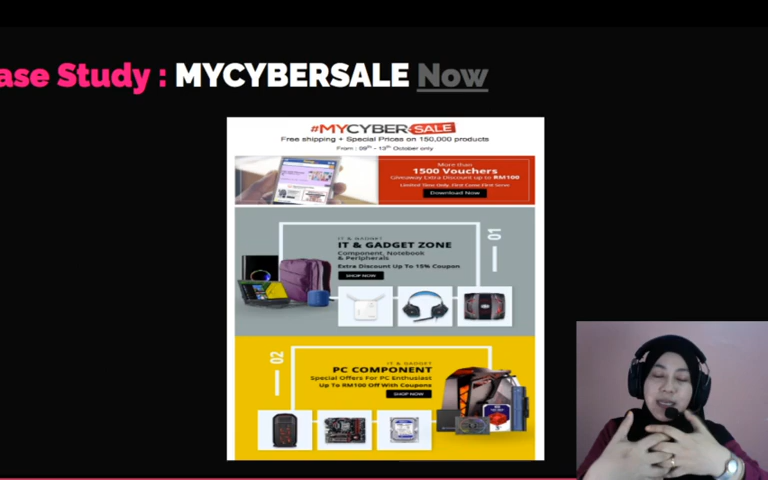 ase Study : MYCYBERSALE Now
#MYCYBERSALE
Free shipping + Special Prices on 150,000 products
From : 09th - 13th October only
More than
1500 Vouchers
Giveaway Extra Discount up to RM100
Limited Time Only, First Come First Serve
Download Now
01
IT & GADGET
IT & GADGET ZONE
Component, Notebook
& Peripherals
Extra Discount Up To 15% Coupon
SHOP NOW
02
IT & GADGET
PC COMPONENT
Special Offers For PC Enthusiast
Up To RM100 Off With Coupons
SHOP NOW